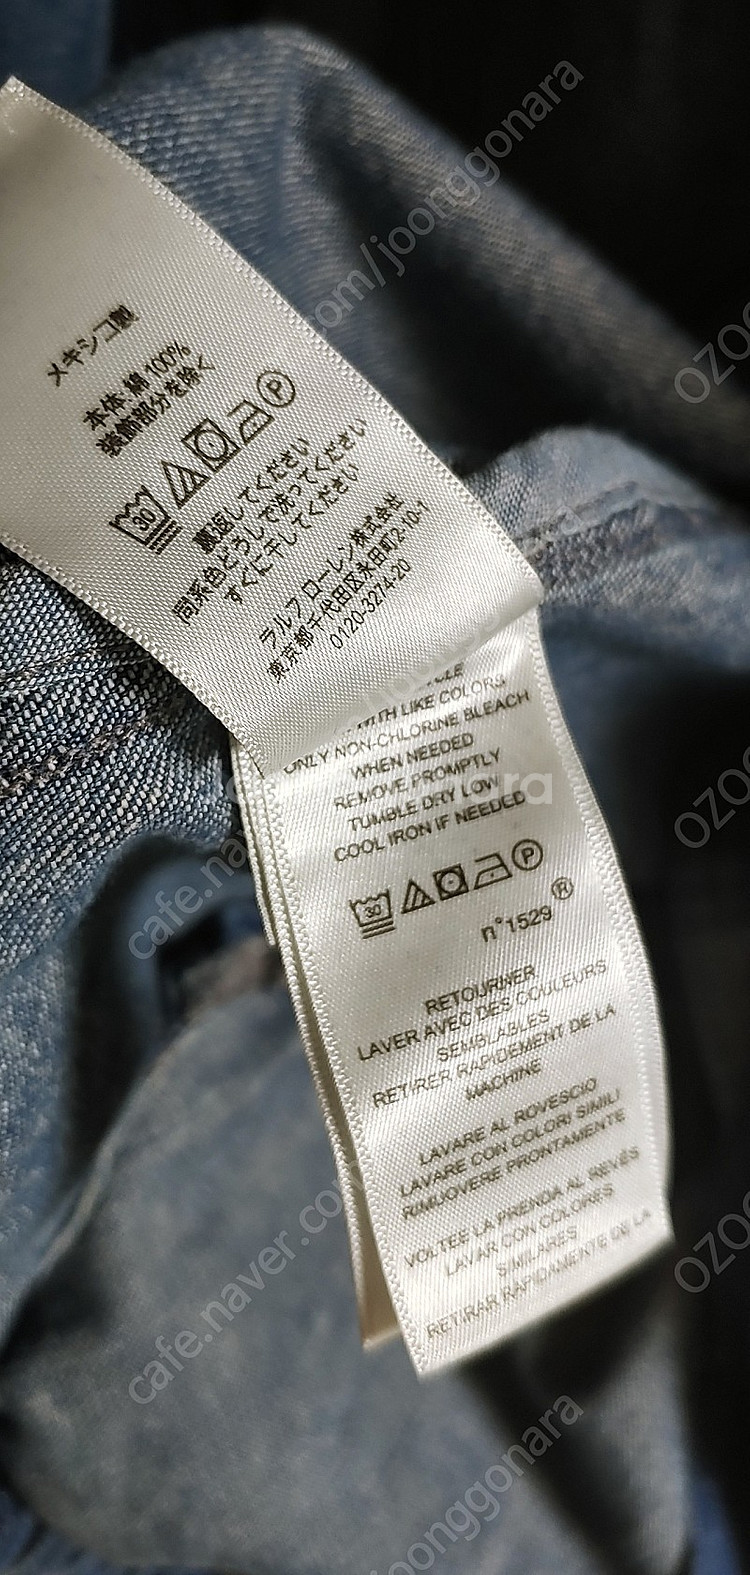 メキシコ製
本体 綿 100%
装飾部分を除く
30
P
裏返してください
同系色どうしで洗ってください
すぐに干してください
ラルフ ローレン株式会社
東京都千代田区永田町2-10-1
0120-3274-20
WITH LIKE COLORS
ONLY NON-CHLORINE BLEACH
WHEN NEEDED
REMOVE PROMPTLY
TUMBLE DRY LOW
COOL IRON IF NEEDED
30
P
n°1529®
RETOURNER
LAVER AVEC DES COULEURS
SEMBLABLES
RETIRER RAPIDEMENT DE LA
MACHINE
LAVARE AL ROVESCIO
LAVARE CON COLORI SIMILI
RIMUOVERE PRONTAMENTE
VOLTEE LA PRENDA AL REVÉS
LAVAR CON COLORES
SIMILARES
RETIRAR RAPIDAMENTE DE LA
.com/joonggonara
cafe.naver.com
joonggonara